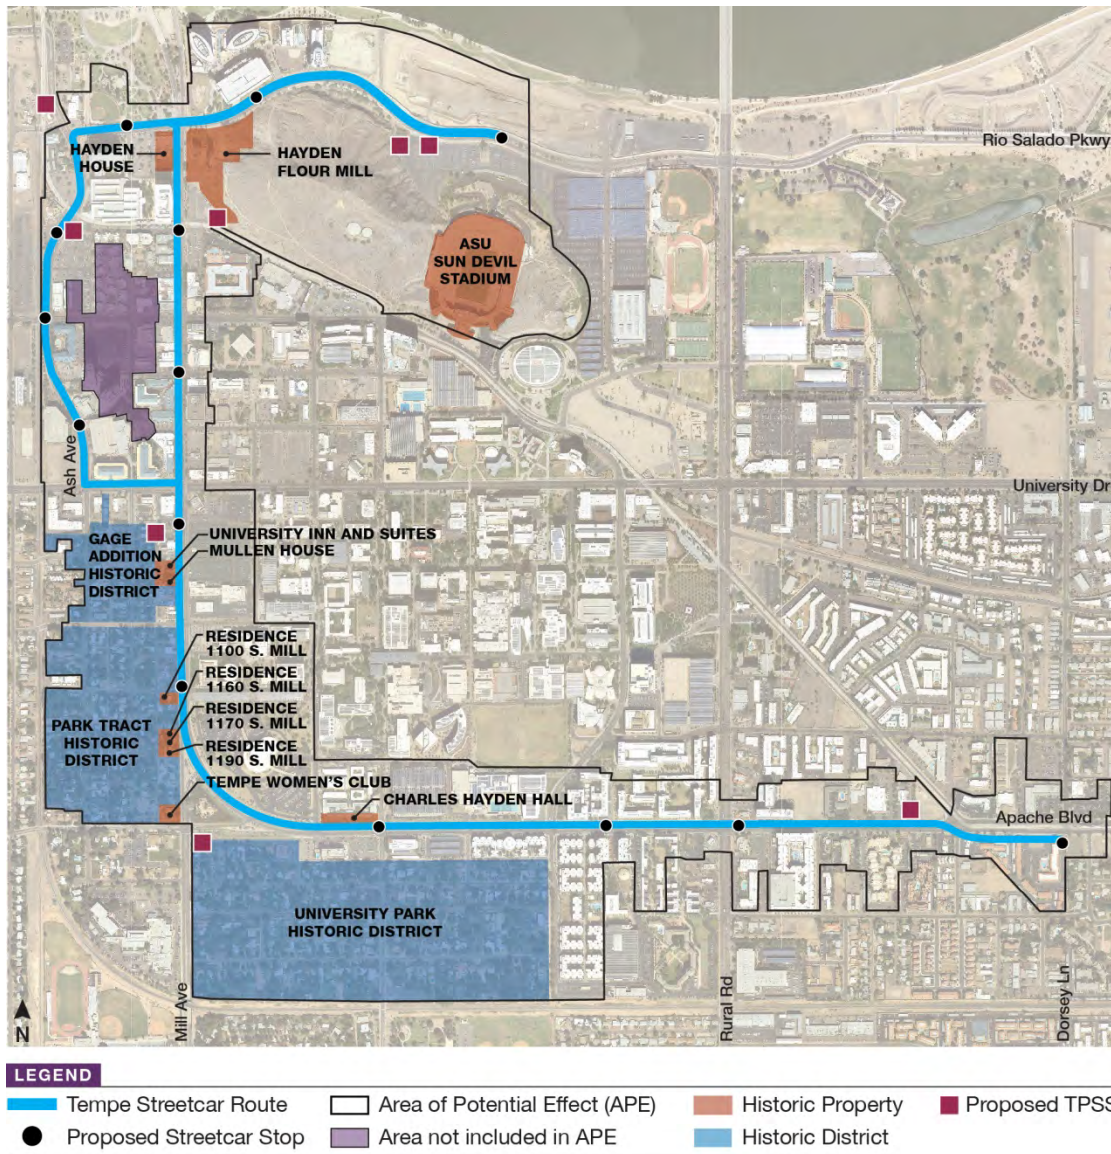 Rio Salado Pkwy
HAYDEN
HOUSE
HAYDEN
FLOUR MILL
ASU
SUN DEVIL
STADIUM
Ash Ave
University Dr
GAGE
ADDITION
HISTORIC
DISTRICT
UNIVERSITY INN AND SUITES
MULLEN HOUSE
RESIDENCE
1100 S. MILL
RESIDENCE
1160 S. MILL
RESIDENCE
1170 S. MILL
RESIDENCE
1190 S. MILL
PARK TRACT
HISTORIC
DISTRICT
TEMPE WOMEN'S CLUB
CHARLES HAYDEN HALL
Apache Blvd
UNIVERSITY PARK
HISTORIC DISTRICT
Mill Ave
Rural Rd
Dorsey Ln
N
LEGEND
Tempe Streetcar Route
Area of Potential Effect (APE)
Historic Property
Proposed TPSS
Proposed Streetcar Stop
Area not included in APE
Historic District